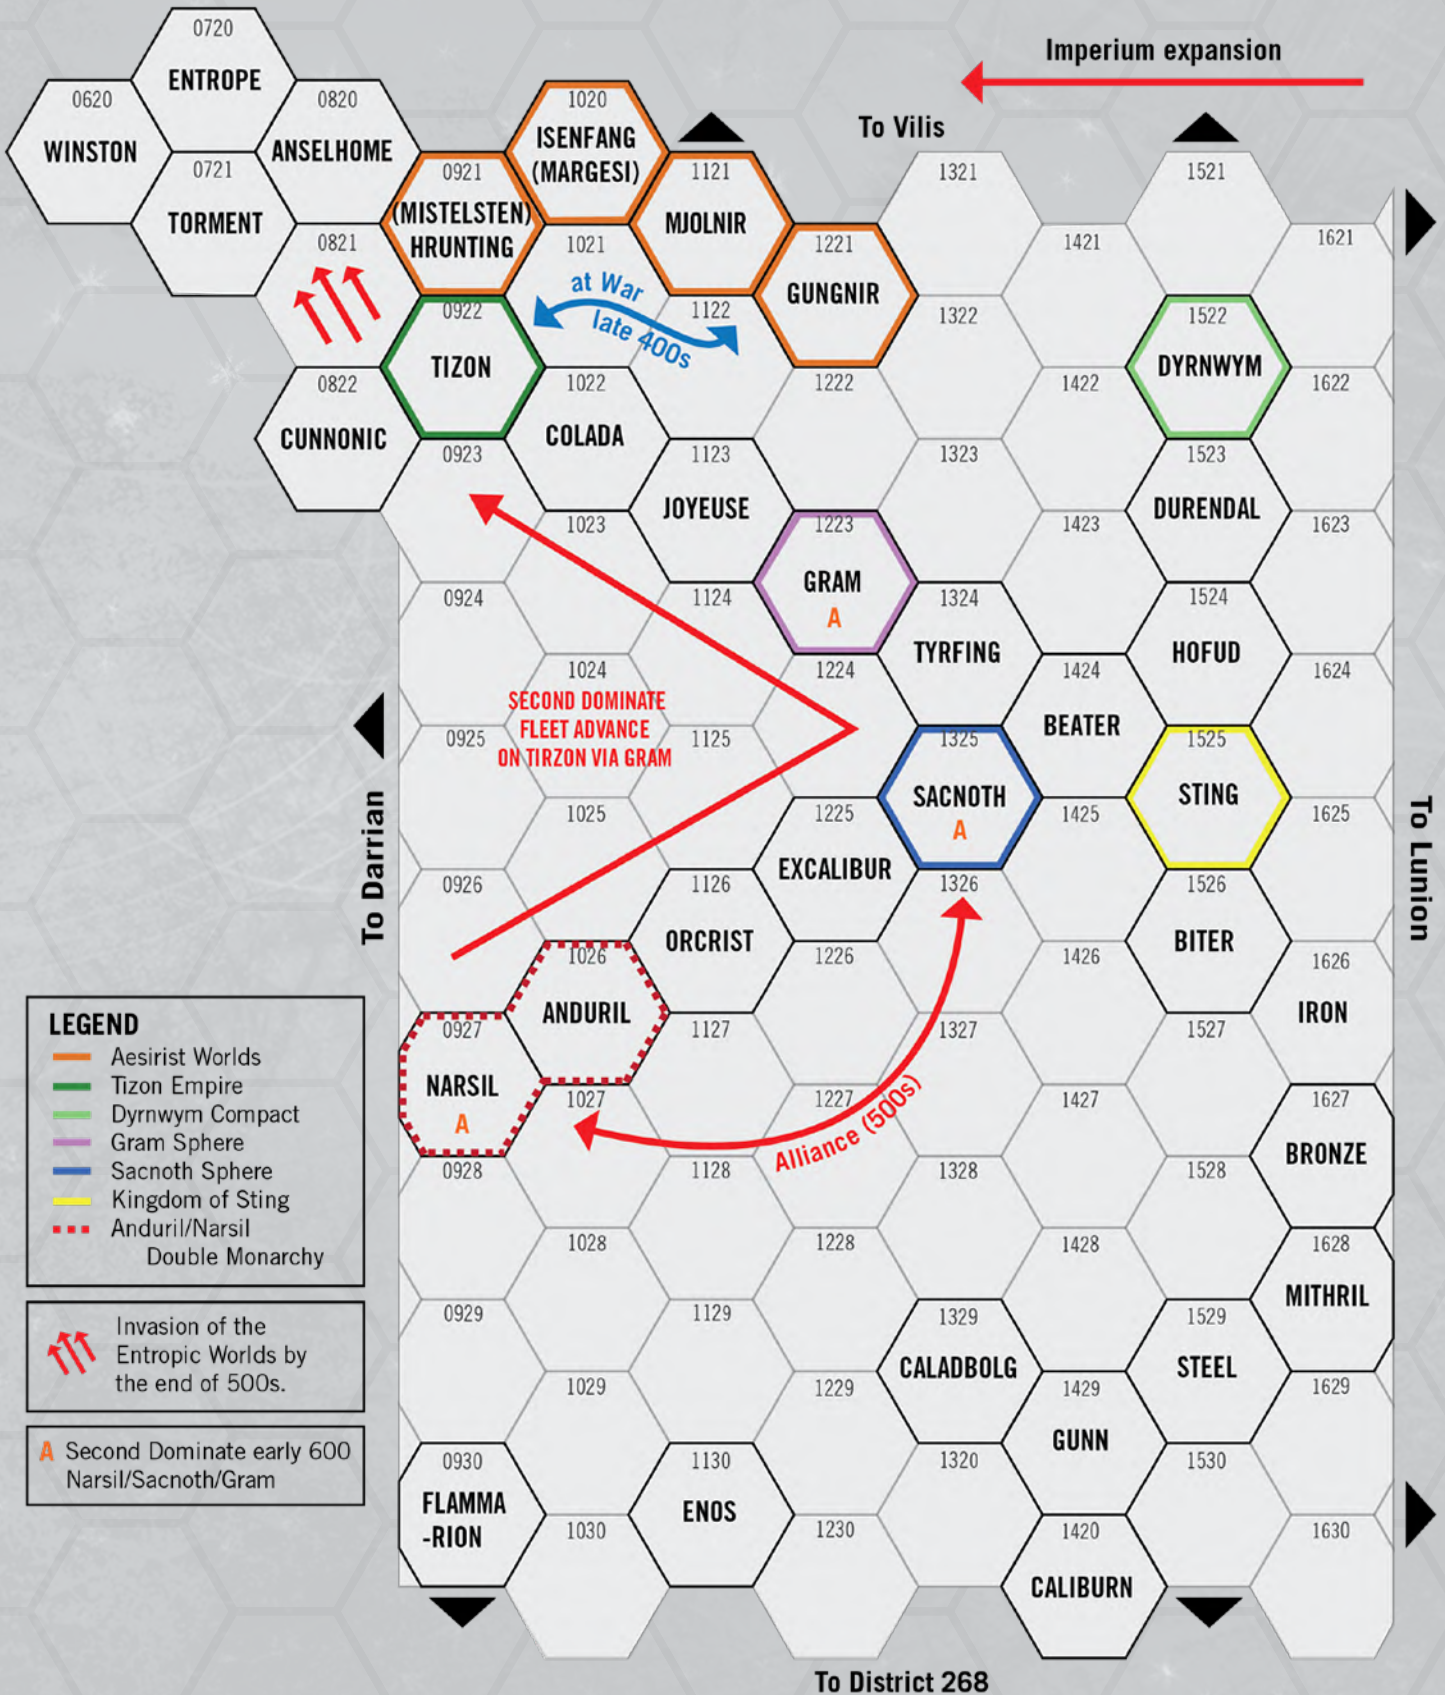 0720
ENTROPE
Imperium expansion
0620
WINSTON
0820
ANSELHOME
1020
ISENFANG
(MARGESI)
To Vilis
0721
TORMENT
0921
(MISTELSTEN)
HRUNTING
1121
MJOLNIR
1321
1521
0821
1021
1221
GUNGNIR
1421
1621
at War
late 400s
0922
TIZON
1122
1322
1522
DYRNWYM
0822
CUNNONIC
1022
COLADA
1222
1422
1622
0923
1123
JOYEUSE
1323
1523
DURENDAL
1023
1223
GRAM
A
1423
1623
0924
1124
1324
TYRFING
1524
HOFUD
1024
1224
1424
BEATER
1624
SECOND DOMINATE
FLEET ADVANCE
ON TIRZON VIA GRAM
0925
1125
1325
SACNOTH
A
1525
STING
1025
1225
EXCALIBUR
1425
1625
To Darrian
To Lunion
0926
1126
ORCRIST
1326
1526
BITER
1026
ANDURIL
1226
1426
1626
IRON
0927
NARSIL
A
1127
1327
1527
1027
1227
1427
1627
BRONZE
Alliance (500s)
0928
1128
1328
1528
1028
1228
1428
1628
MITHRIL
0929
1129
1329
CALADBOLG
1529
STEEL
1029
1229
1429
GUNN
1629
0930
FLAMMA
-RION
1130
ENOS
1320
1530
1030
1230
1420
CALIBURN
1630
To District 268
LEGEND
Aesirist Worlds
Tizon Empire
Dyrnwym Compact
Gram Sphere
Sacnoth Sphere
Kingdom of Sting
Anduril/Narsil
Double Monarchy
Invasion of the
Entropic Worlds by
the end of 500s.
A Second Dominate early 600
Narsil/Sacnoth/Gram